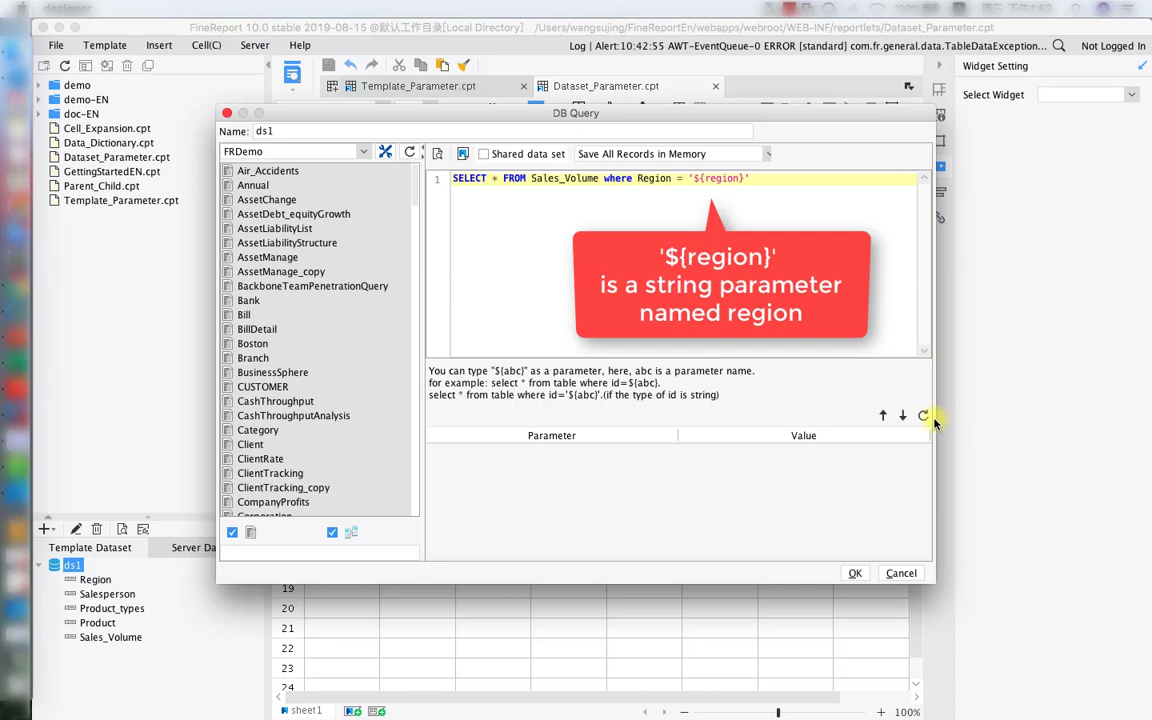 designer
FineReport 10.0 stable 2019-08-15 @默认工作目录[Local Directory] /Users/wangsujing/FineReportEn/webapps/webroot/WEB-INF/reportlets/Dataset_Parameter.cpt
File Template Insert Cell(C) Server Help
Log | Alert:10:42:55 AWT-EventQueue-0 ERROR [standard] com.fr.general.data.TableDataException... Not Logged In
Widget Setting
Select Widget
demo
demo-EN
doc-EN
Cell_Expansion.cpt
Data_Dictionary.cpt
Dataset_Parameter.cpt
GettingStartedEN.cpt
Parent_Child.cpt
Template_Parameter.cpt
Template_Parameter.cpt
Dataset_Parameter.cpt
DB Query
Name: ds1
FRDemo
Shared data set
Save All Records in Memory
Air_Accidents
Annual
AssetChange
AssetDebt_equityGrowth
AssetLiabilityList
AssetLiabilityStructure
AssetManage
AssetManage_copy
BackboneTeamPenetrationQuery
Bank
Bill
BillDetail
Boston
Branch
BusinessSphere
CUSTOMER
CashThroughput
CashThroughputAnalysis
Category
Client
ClientRate
ClientTracking
ClientTracking_copy
CompanyProfits
1 SELECT * FROM Sales_Volume where Region = '${region}'
'${region}'
is a string parameter
named region
You can type "${abc}" as a parameter, here, abc is a parameter name.
for example: select * from table where id=${abc}.
select * from table where id='${abc}'.(if the type of id is string)
Parameter Value
OK Cancel
Template Dataset Server Da
ds1
Region
Salesperson
Product_types
Product
Sales_Volume
19
20
21
22
23
24
sheet1
100%